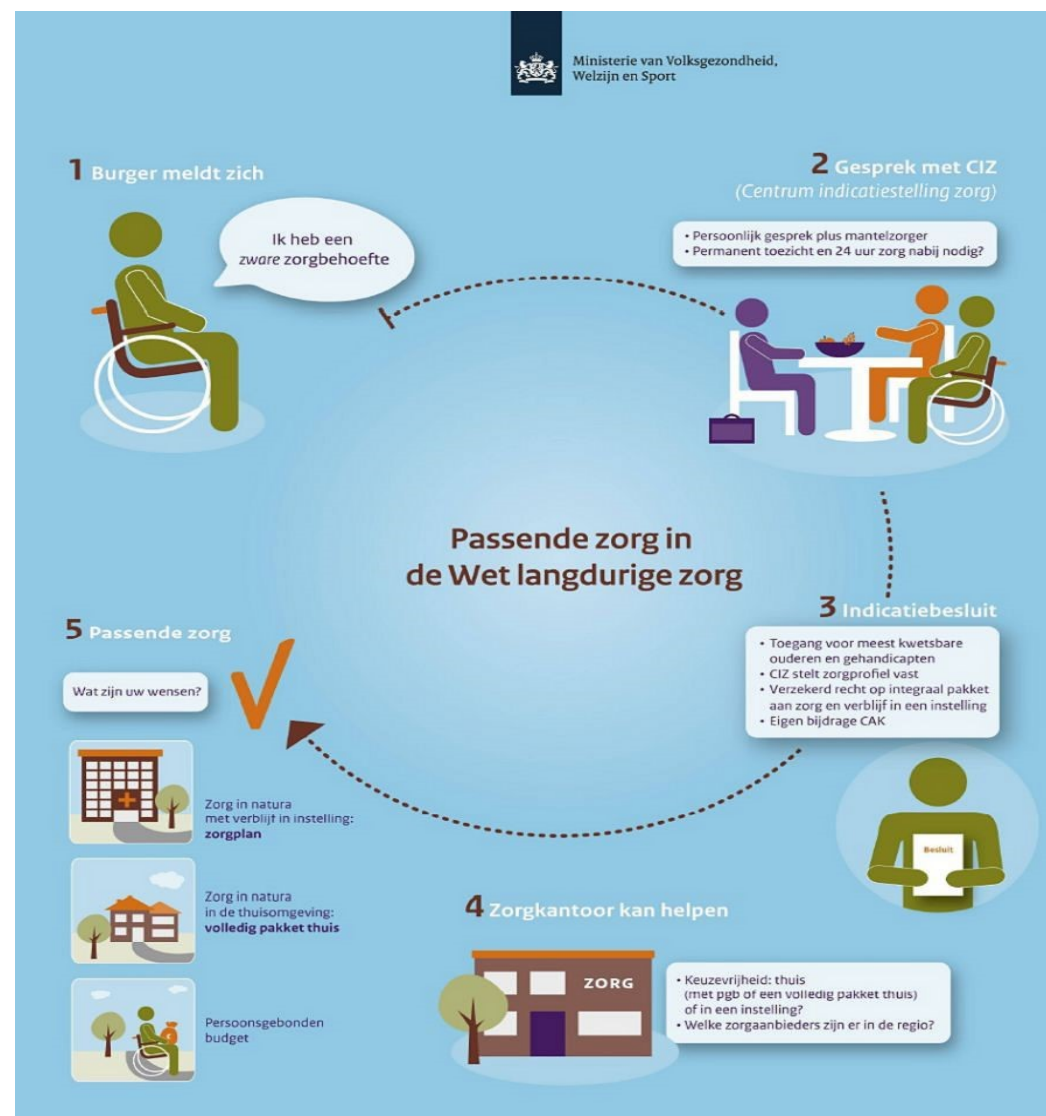 Ministerie van Volksgezondheid,
Welzijn en Sport
1 Burger meldt zich
Ik heb een
zware zorgbehoefte
2 Gesprek met CIZ
(Centrum indicatiestelling zorg)
• Persoonlijk gesprek plus mantelzorger
• Permanent toezicht en 24 uur zorg nabij nodig?
Passende zorg in
de Wet langdurige zorg
3 Indicatiebesluit
• Toegang voor meest kwetsbare
ouderen en gehandicapten
• CIZ stelt zorgprofiel vast
• Verzekerd recht op integraal pakket
aan zorg en verblijf in een instelling
• Eigen bijdrage CAK
Besluit
4 Zorgkantoor kan helpen
ZORG
• Keuzevrijheid: thuis
(met pgb of een volledig pakket thuis)
of in een instelling?
• Welke zorgaanbieders zijn er in de regio?
5 Passende zorg
Wat zijn uw wensen?
Zorg in natura
met verblijf in instelling:
zorgplan
Zorg in natura
in de thuisomgeving:
volledig pakket thuis
€
Persoonsgebonden
budget